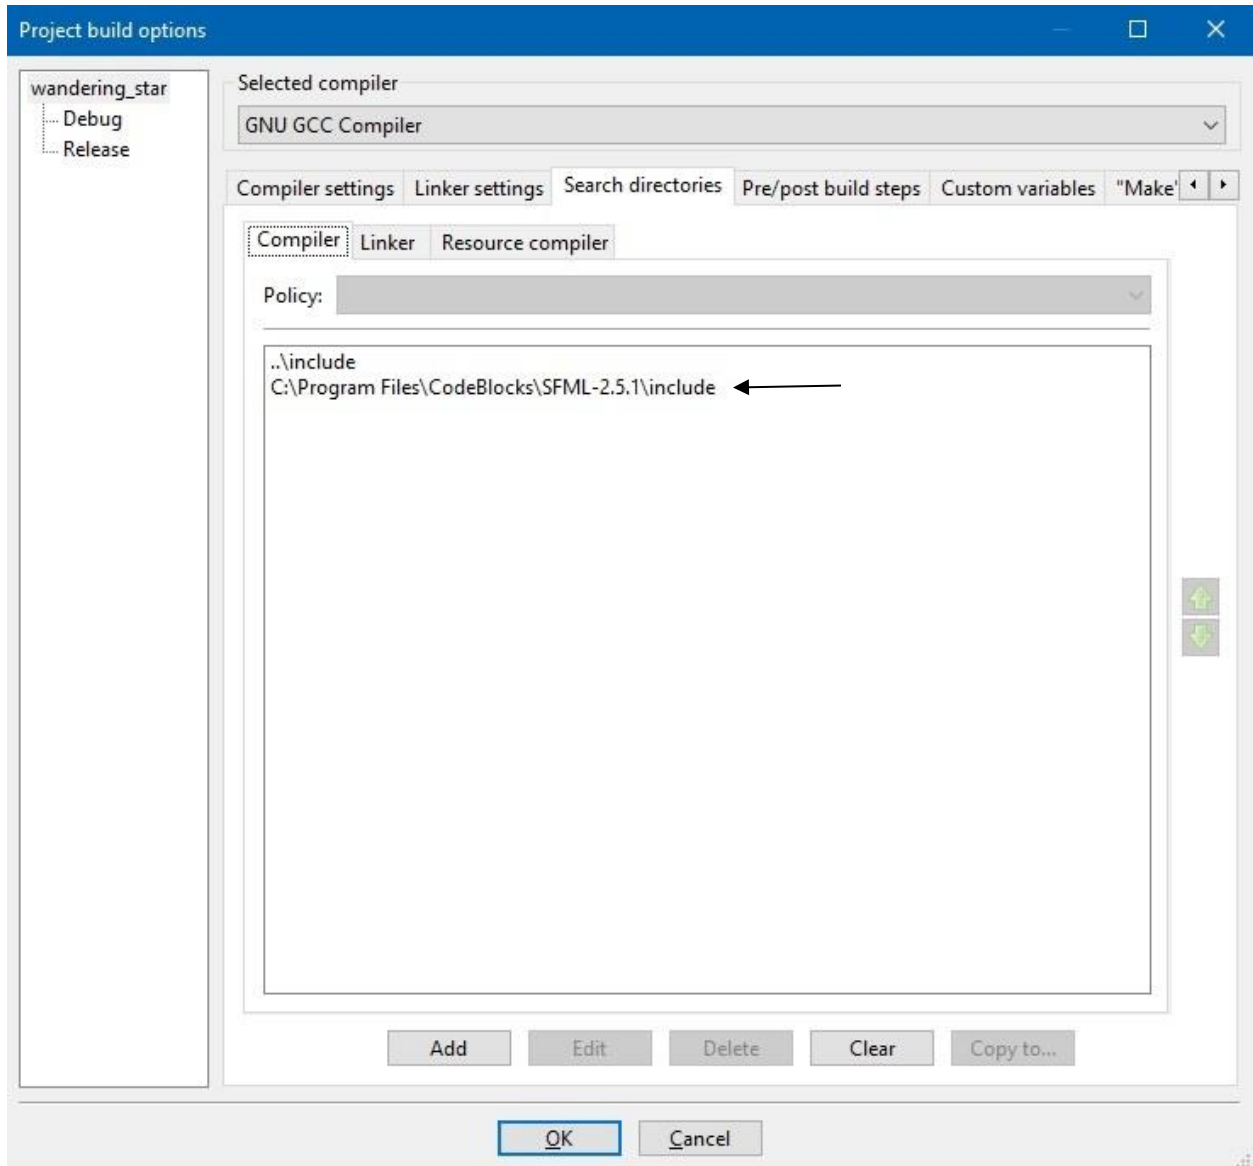 Project build options
wandering_star
Debug
Release
Selected compiler
GNU GCC Compiler
Compiler settings Linker settings Search directories Pre/post build steps Custom variables "Make'
Compiler Linker Resource compiler
Policy:
..\include
C:\Program Files\CodeBlocks\SFML-2.5.1\include
Add Edit Delete Clear Copy to...
OK Cancel